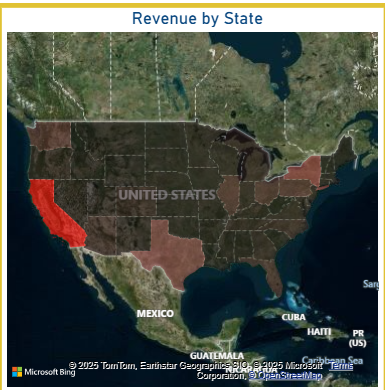 Revenue by State
UNITED STATES
MEXICO
CUBA
HAITI
PR
(US)
GUATEMALA
Caribbean Sea
Microsoft Bing
© 2025 TomTom, Earthstar Geographics SIO, © 2025 Microsoft Terms
Corporation, © OpenStreetMap